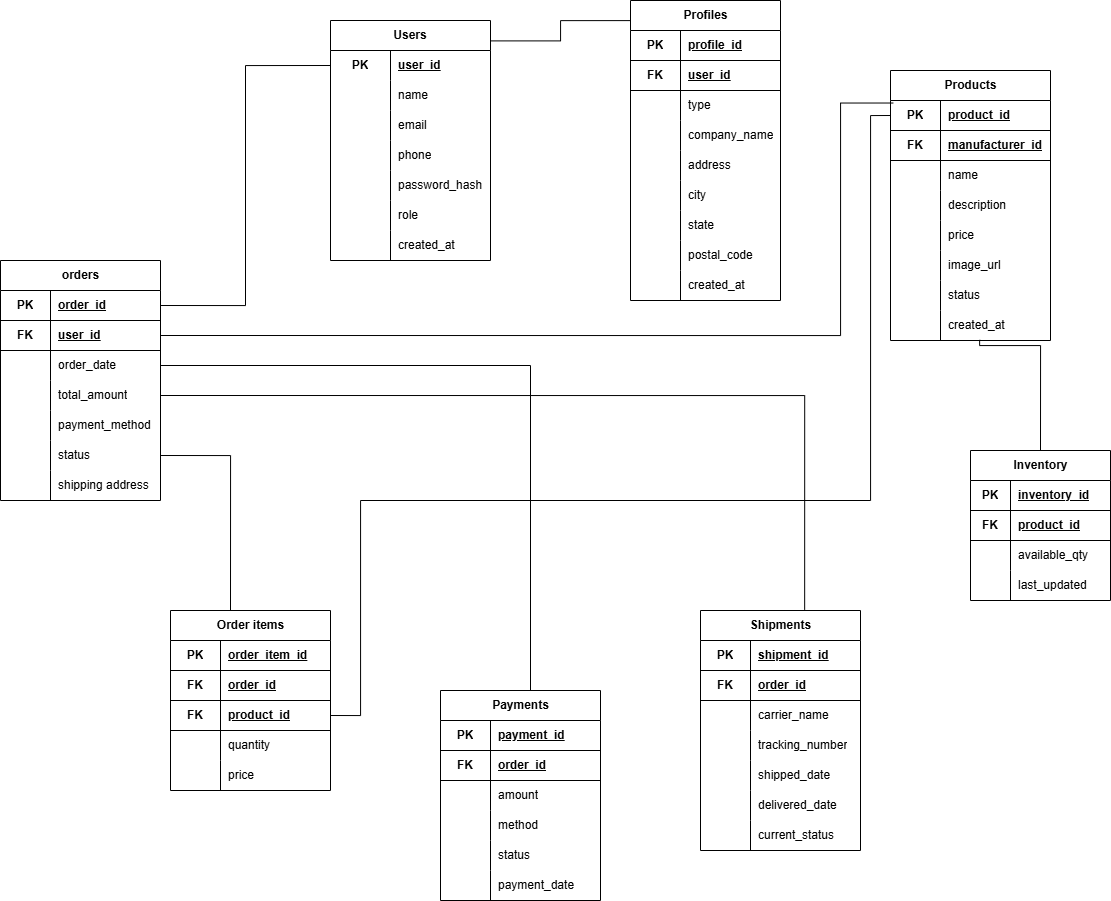 Users
PK user_id
name
email
phone
password_hash
role
created_at
Profiles
PK profile_id
FK user_id
type
company_name
address
city
state
postal_code
created_at
Products
PK product_id
FK manufacturer_id
name
description
price
image_url
status
created_at
orders
PK order_id
FK user_id
order_date
total_amount
payment_method
status
shipping address
Inventory
PK inventory_id
FK product_id
available_qty
last_updated
Order items
PK order_item_id
FK order_id
FK product_id
quantity
price
Payments
PK payment_id
FK order_id
amount
method
status
payment_date
Shipments
PK shipment_id
FK order_id
carrier_name
tracking_number
shipped_date
delivered_date
current_status